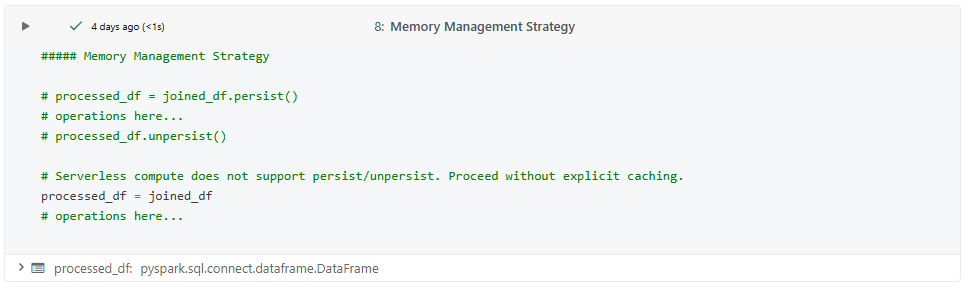 4 days ago (<1s)
8: Memory Management Strategy
##### Memory Management Strategy
# processed_df = joined_df.persist()
# operations here...
# processed_df.unpersist()
# Serverless compute does not support persist/unpersist. Proceed without explicit caching.
processed_df = joined_df
# operations here...
processed_df: pyspark.sql.connect.dataframe.DataFrame